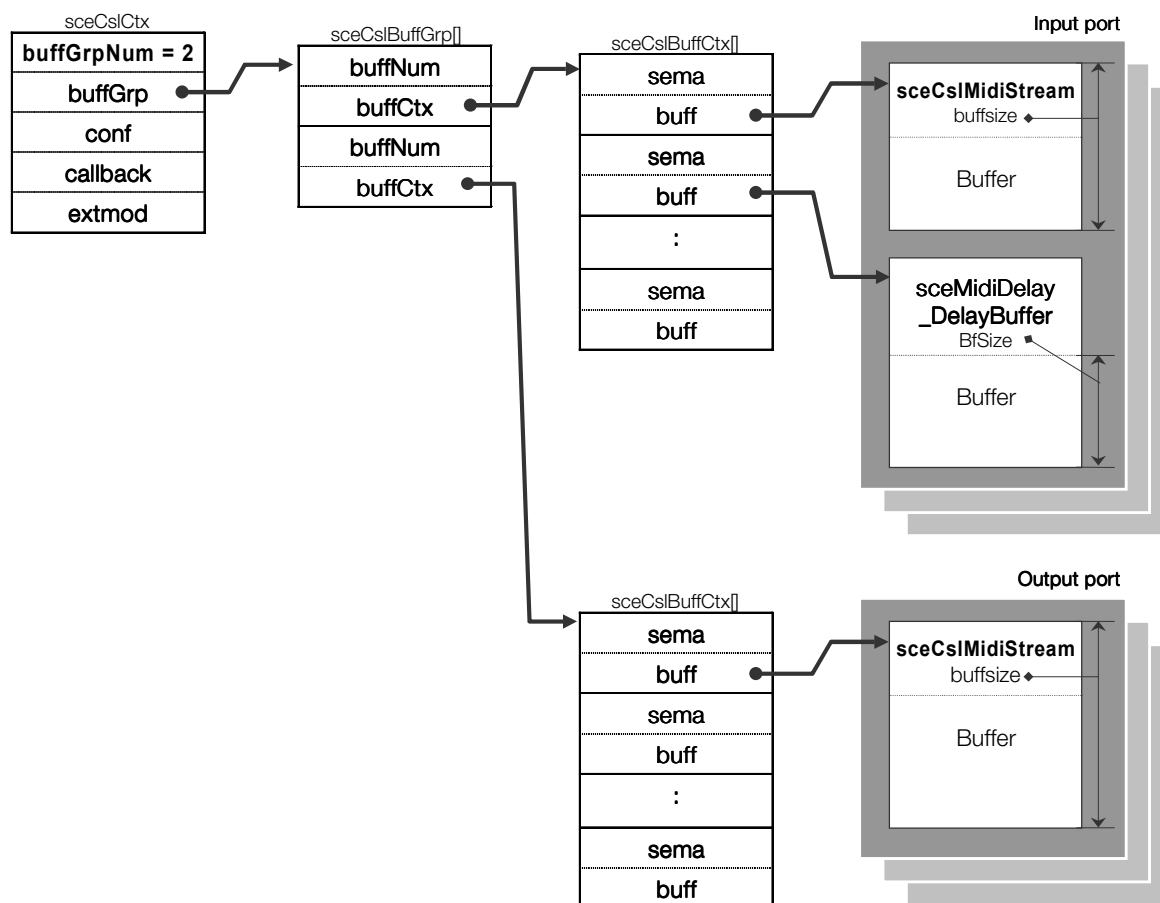 sceCslCtx
buffGrpNum = 2
buffGrp
conf
callback
extmod
sceCslBuffGrp[]
buffNum
buffCtx
buffNum
buffCtx
sceCslBuffCtx[]
sema
buff
sema
buff
:
sema
buff
Input port
sceCslMidiStream
buffsize
Buffer
sceMidiDelay
_DelayBuffer
BfSize
Buffer
sceCslBuffCtx[]
sema
buff
sema
buff
:
sema
buff
Output port
sceCslMidiStream
buffsize
Buffer